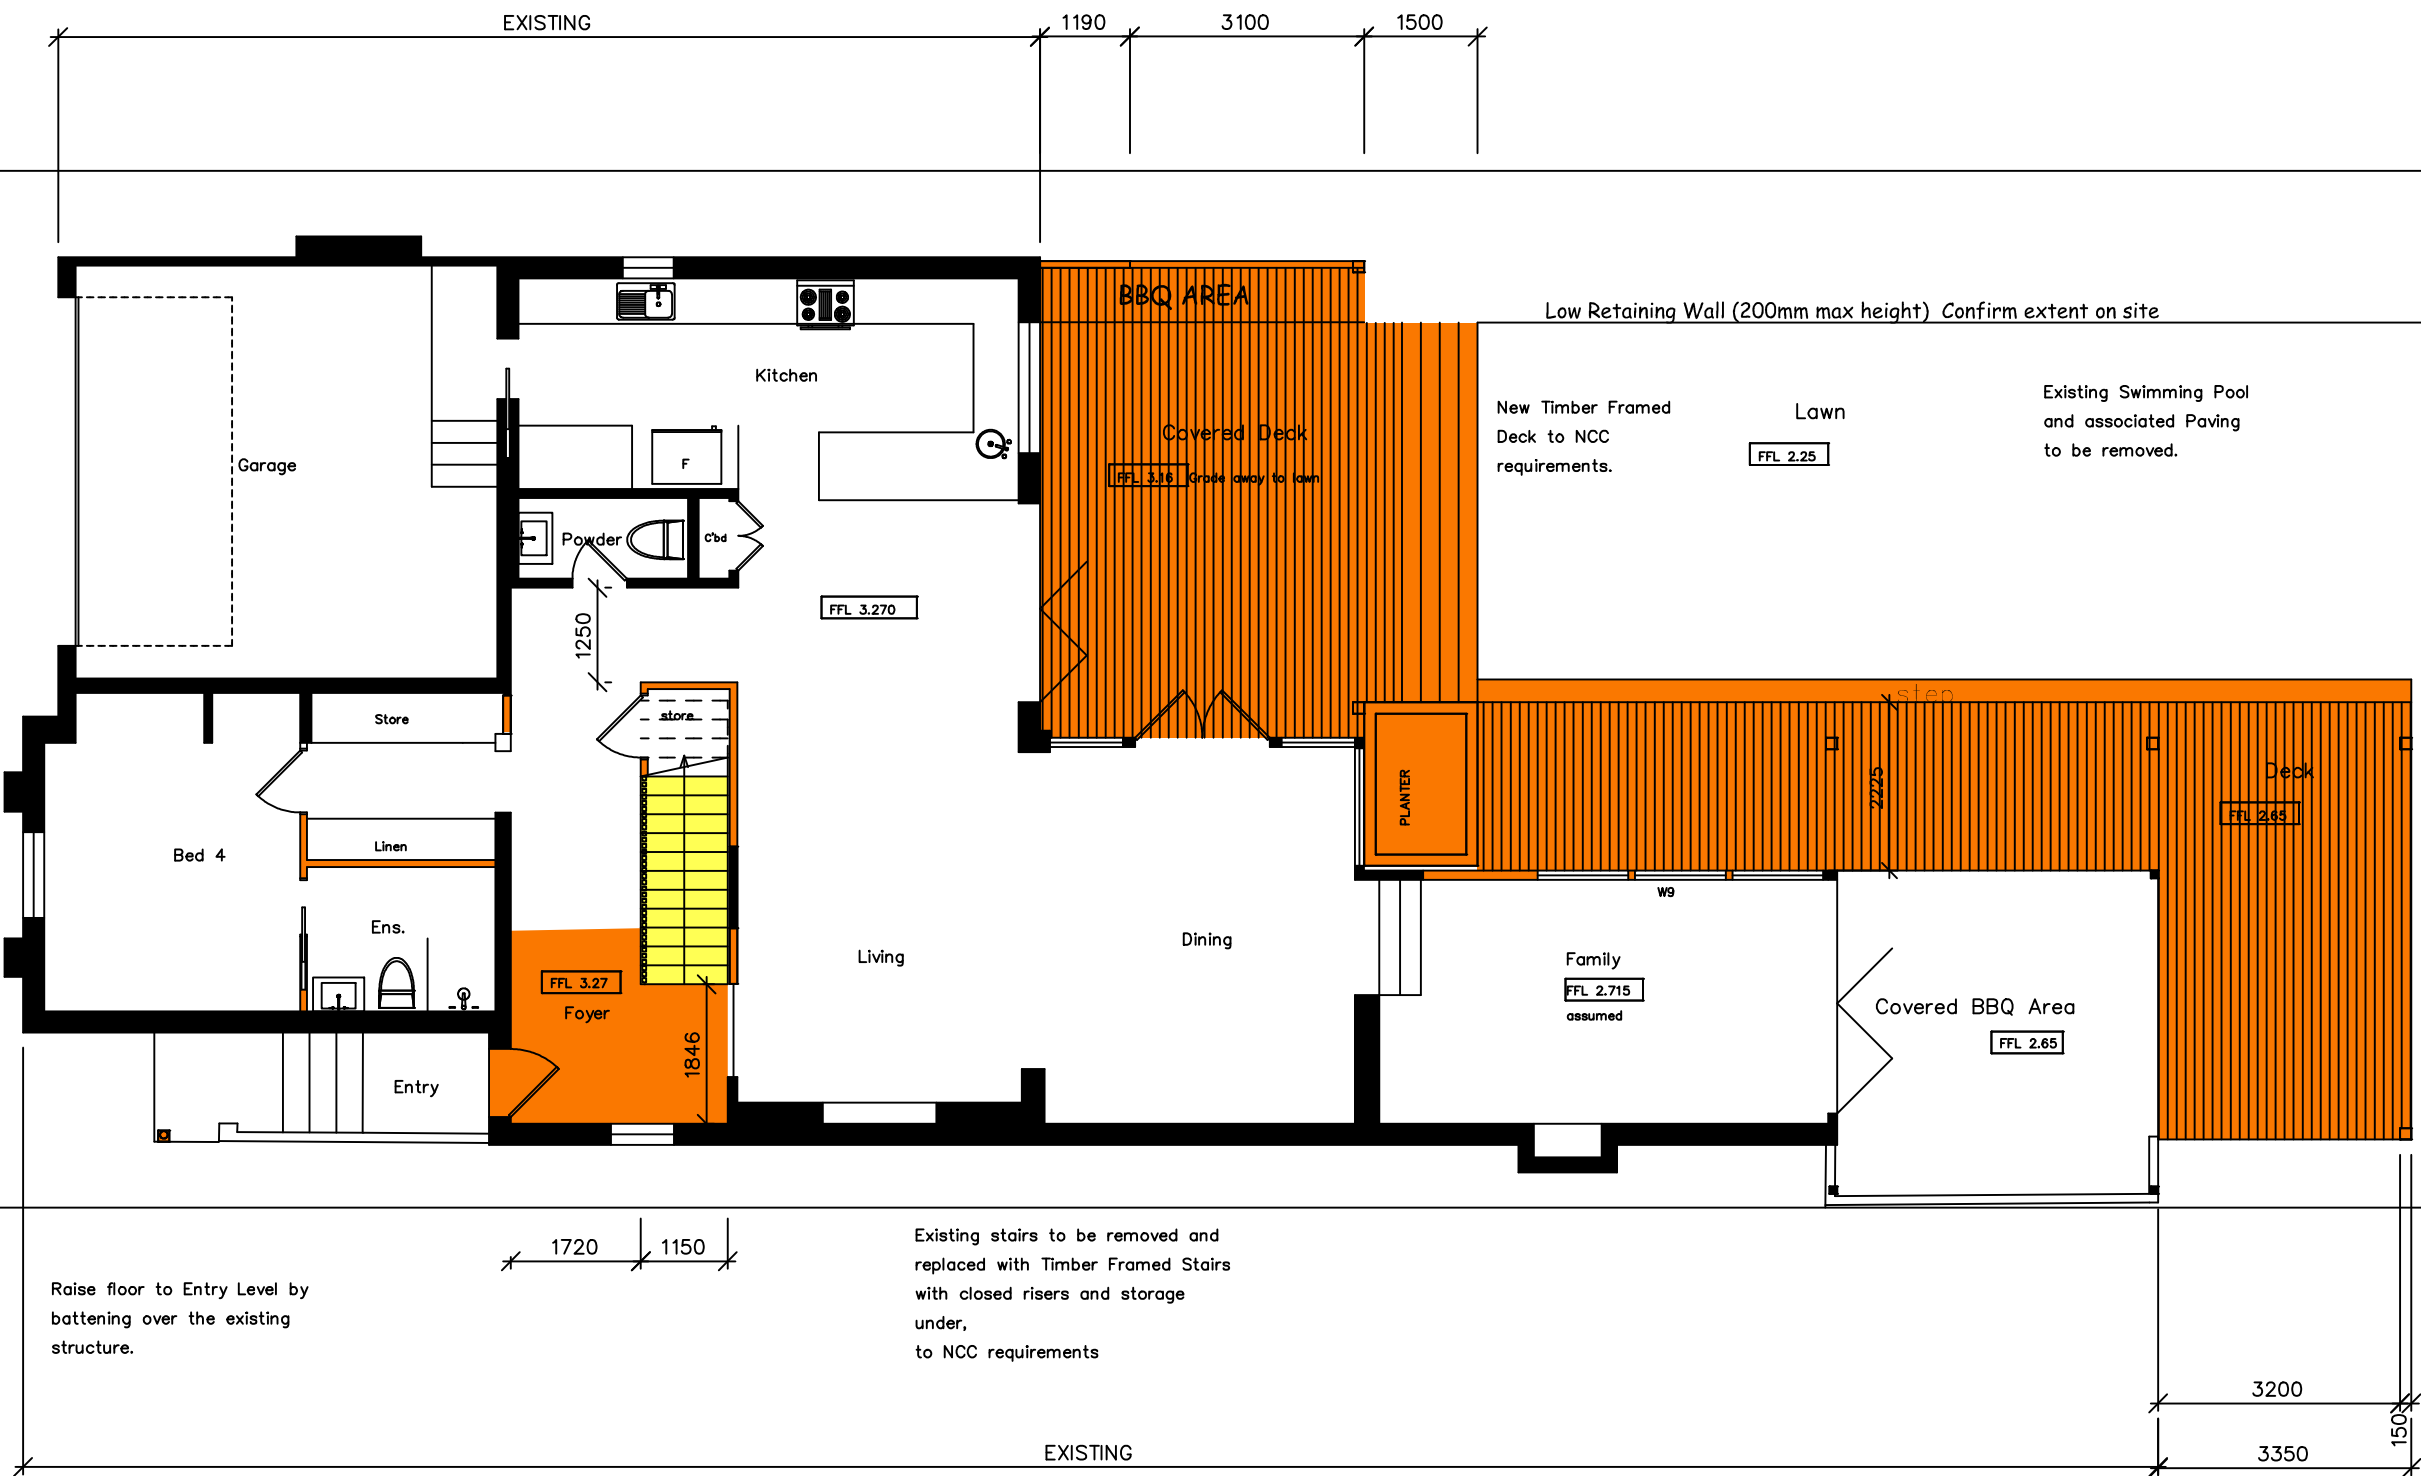 EXISTING
1190
3100
1500
BBQ AREA
Low Retaining Wall (200mm max height) Confirm extent on site
Kitchen
New Timber Framed
Deck to NCC
requirements.
Lawn
FFL 2.25
Existing Swimming Pool
and associated Paving
to be removed.
Garage
F
Covered Deck
FFL 3.16
Grade away to lawn
Powder
C'bd
FFL 3.270
1250
Store
store
step
PLANTER
2225
Deck
FFL 2.65
Bed 4
Linen
W9
Ens.
Living
Dining
Family
FFL 2.715
assumed
FFL 3.27
Foyer
Covered BBQ Area
FFL 2.65
1846
Entry
1720
1150
Existing stairs to be removed and
replaced with Timber Framed Stairs
with closed risers and storage
under,
to NCC requirements
Raise floor to Entry Level by
battening over the existing
structure.
3200
150
EXISTING
3350